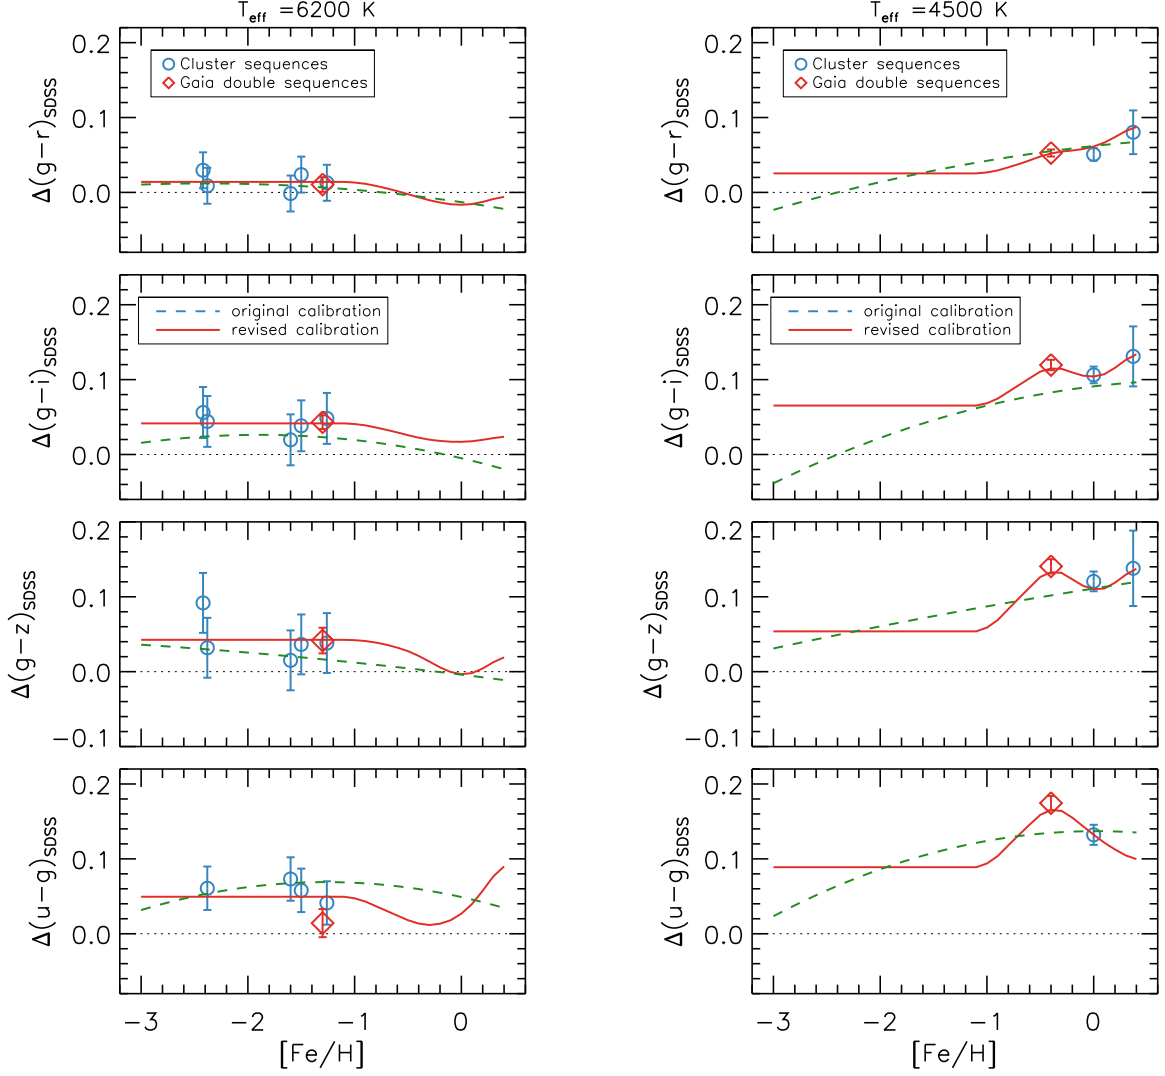 T_eff =6200 K
0.2
0.1
0.0
Δ(g−r)_SDSS
Cluster sequences
Gaia double sequences
0.2
0.1
0.0
Δ(g−i)_SDSS
original calibration
revised calibration
0.2
0.1
0.0
−0.1
Δ(g−z)_SDSS
0.2
0.1
0.0
Δ(u−g)_SDSS
−3 −2 −1 0
[Fe/H]
T_eff =4500 K
0.2
0.1
0.0
Δ(g−r)_SDSS
Cluster sequences
Gaia double sequences
0.2
0.1
0.0
Δ(g−i)_SDSS
original calibration
revised calibration
0.2
0.1
0.0
−0.1
Δ(g−z)_SDSS
0.2
0.1
0.0
Δ(u−g)_SDSS
−3 −2 −1 0
[Fe/H]